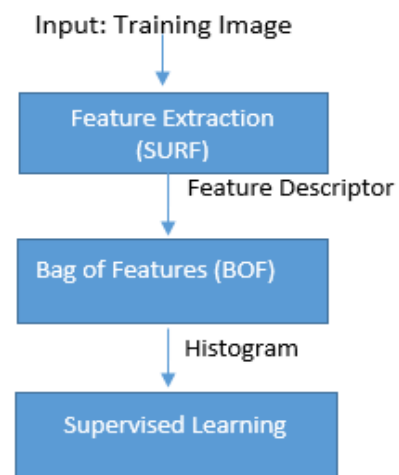 Input: Training Image
Feature Extraction
(SURF)
Feature Descriptor
Bag of Features (BOF)
Histogram
Supervised Learning